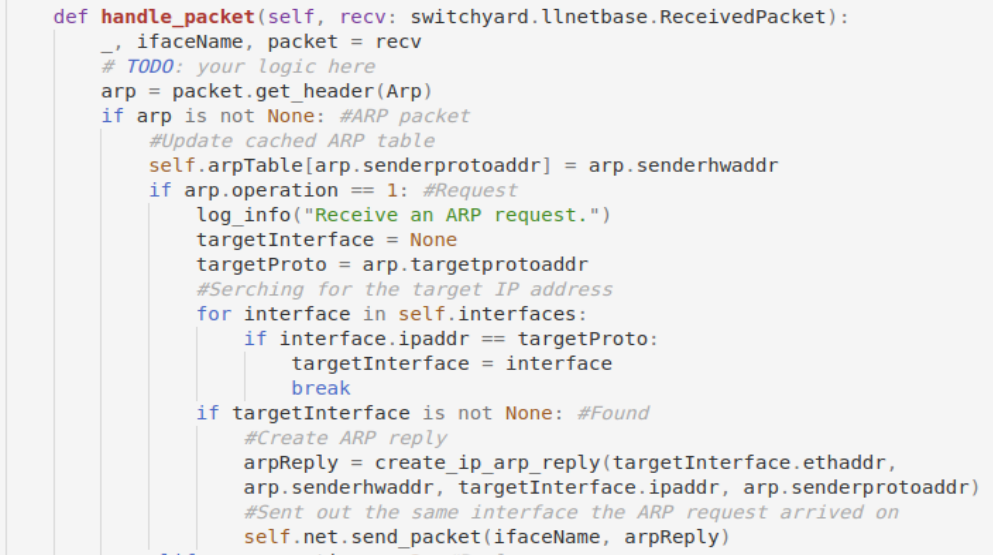 def handle_packet(self, recv: switchyard.llnetbase.ReceivedPacket):
_, ifaceName, packet = recv
# TODO: your logic here
arp = packet.get_header(Arp)
if arp is not None: #ARP packet
#Update cached ARP table
self.arpTable[arp.senderprotoaddr] = arp.senderhwaddr
if arp.operation == 1: #Request
log_info("Receive an ARP request.")
targetInterface = None
targetProto = arp.targetprotoaddr
#Serching for the target IP address
for interface in self.interfaces:
if interface.ipaddr == targetProto:
targetInterface = interface
break
if targetInterface is not None: #Found
#Create ARP reply
arpReply = create_ip_arp_reply(targetInterface.ethaddr,
arp.senderhwaddr, targetInterface.ipaddr, arp.senderprotoaddr)
#Sent out the same interface the ARP request arrived on
self.net.send_packet(ifaceName, arpReply)